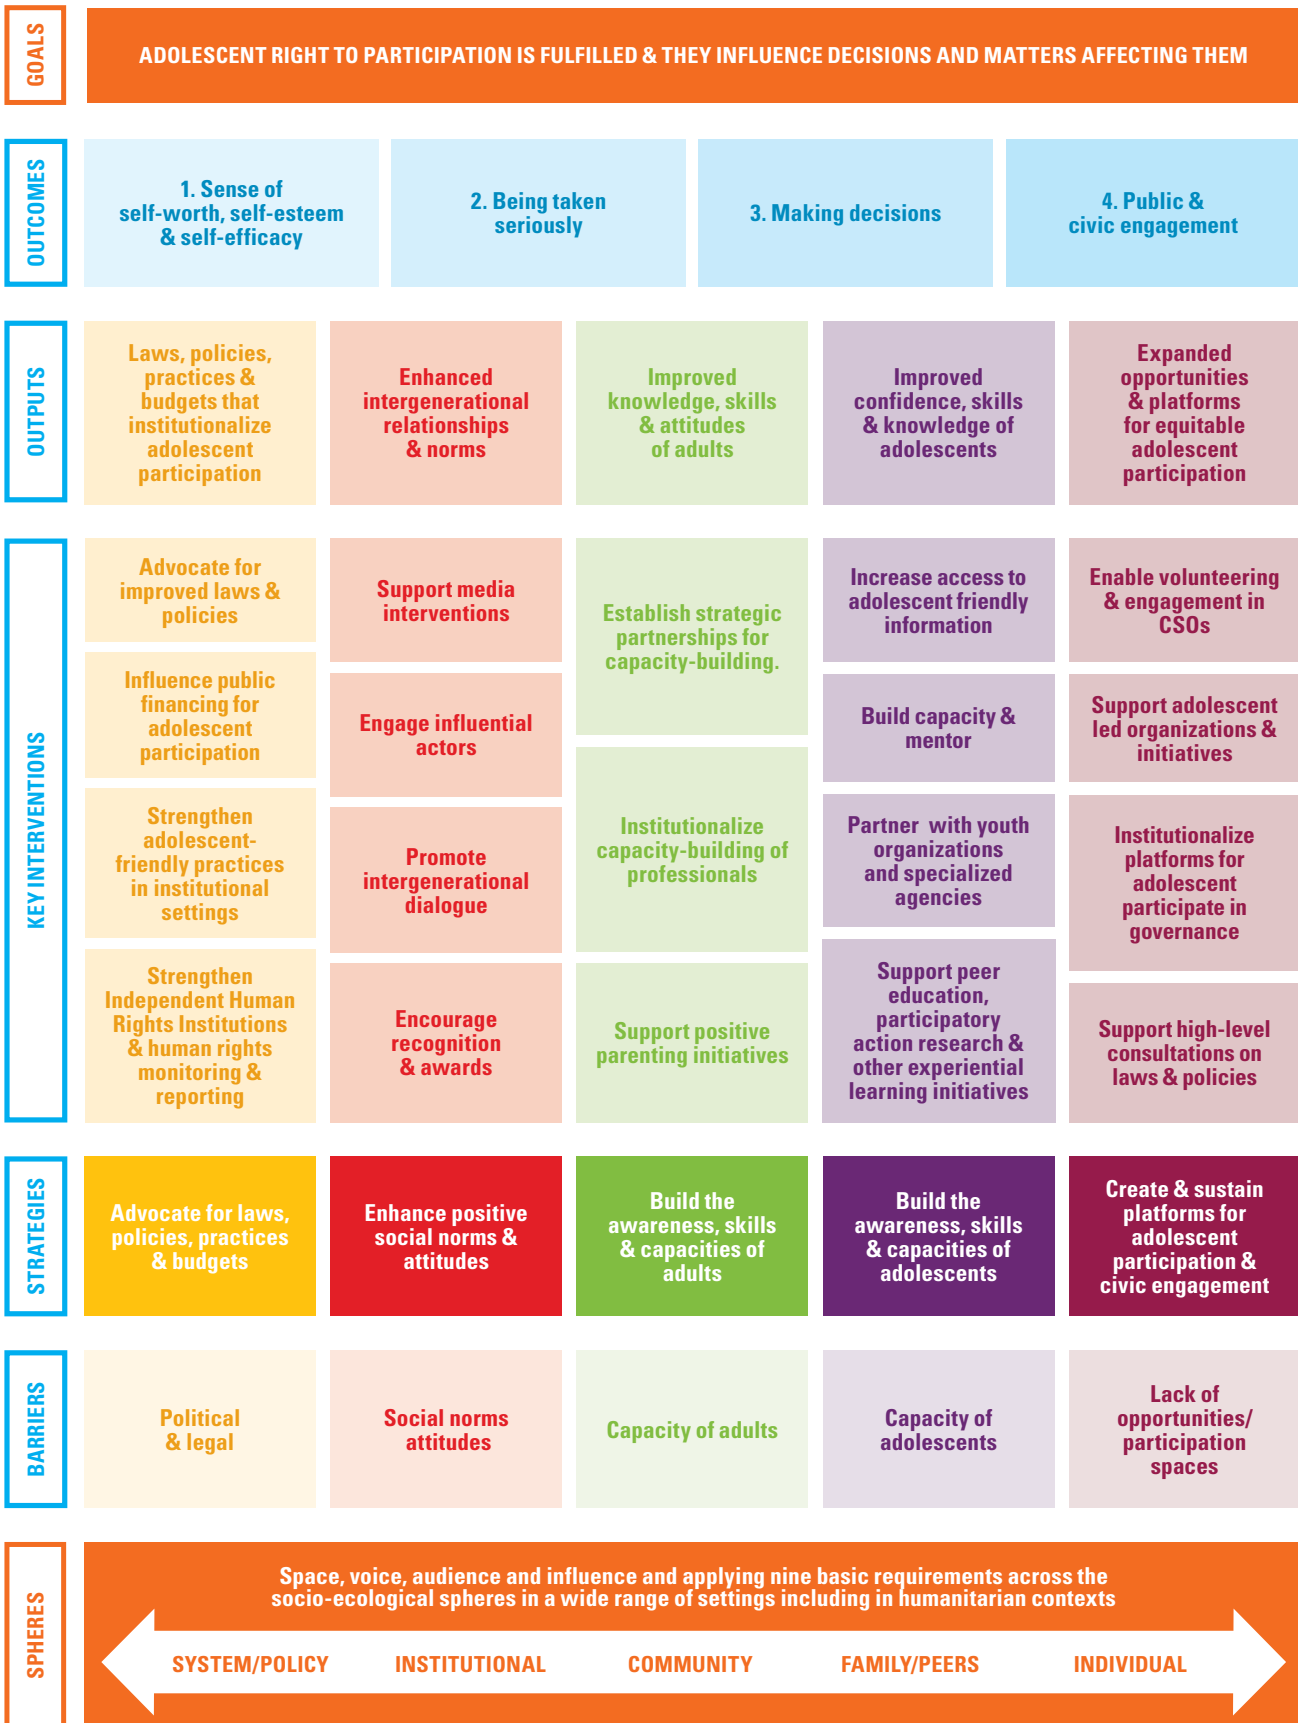 GOALS
ADOLESCENT RIGHT TO PARTICIPATION IS FULFILLED & THEY INFLUENCE DECISIONS AND MATTERS AFFECTING THEM
OUTCOMES
1. Sense of
self-worth, self-esteem
& self-efficacy
2. Being taken
seriously
3. Making decisions
4. Public &
civic engagement
OUTPUTS
Laws, policies,
practices &
budgets that
institutionalize
adolescent
participation
Enhanced
intergenerational
relationships
& norms
Improved
knowledge, skills
& attitudes
of adults
Improved
confidence, skills
& knowledge of
adolescents
Expanded
opportunities
& platforms
for equitable
adolescent
participation
KEY INTERVENTIONS
Advocate for
improved laws &
policies
Influence public
financing for
adolescent
participation
Strengthen
adolescent-
friendly practices
in institutional
settings
Strengthen
Independent Human
Rights Institutions
& human rights
monitoring &
reporting
Support media
interventions
Engage influential
actors
Promote
intergenerational
dialogue
Encourage
recognition
& awards
Establish strategic
partnerships for
capacity-building.
Institutionalize
capacity-building of
professionals
Support positive
parenting initiatives
Increase access to
adolescent friendly
information
Build capacity &
mentor
Partner with youth
organizations
and specialized
agencies
Support peer
education,
participatory
action research &
other experiential
learning initiatives
Enable volunteering
& engagement in
CSOs
Support adolescent
led organizations &
initiatives
Institutionalize
platforms for
adolescent
participate in
governance
Support high-level
consultations on
laws & policies
STRATEGIES
Advocate for laws,
policies, practices
& budgets
Enhance positive
social norms &
attitudes
Build the
awareness, skills
& capacities of
adults
Build the
awareness, skills
& capacities of
adolescents
Create & sustain
platforms for
adolescent
participation &
civic engagement
BARRIERS
Political
& legal
Social norms
attitudes
Capacity of adults
Capacity of
adolescents
Lack of
opportunities/
participation
spaces
SPHERES
Space, voice, audience and influence and applying nine basic requirements across the
socio-ecological spheres in a wide range of settings including in humanitarian contexts
SYSTEM/POLICY
INSTITUTIONAL
COMMUNITY
FAMILY/PEERS
INDIVIDUAL